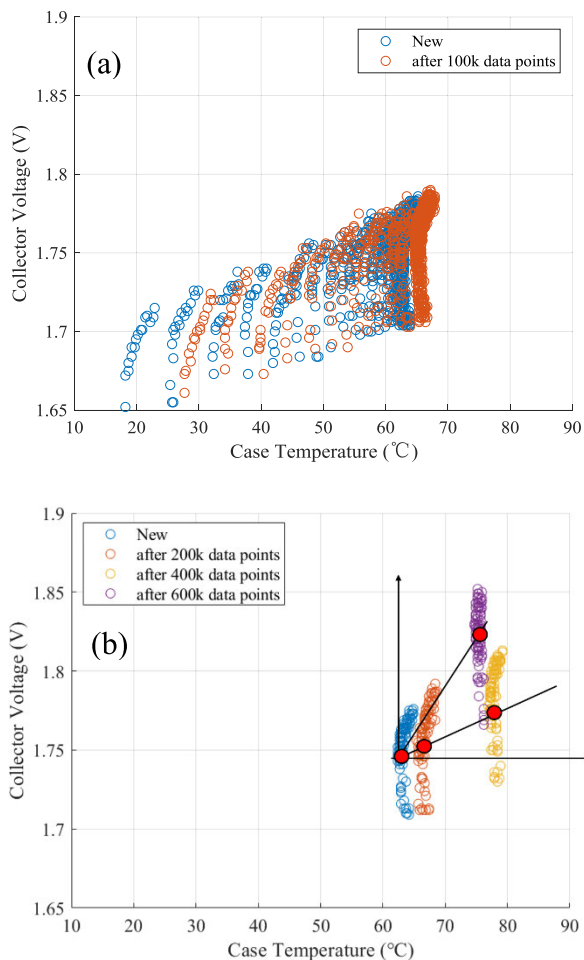 1.9
(a)
New
after 100k data points
1.85
1.8
1.75
1.7
1.65
Collector Voltage (V)
10 20 30 40 50 60 70 80 90
Case Temperature (℃)
1.9
New
after 200k data points
after 400k data points
after 600k data points
1.85
(b)
1.8
1.75
1.7
1.65
Collector Voltage (V)
10 20 30 40 50 60 70 80 90
Case Temperature (℃)